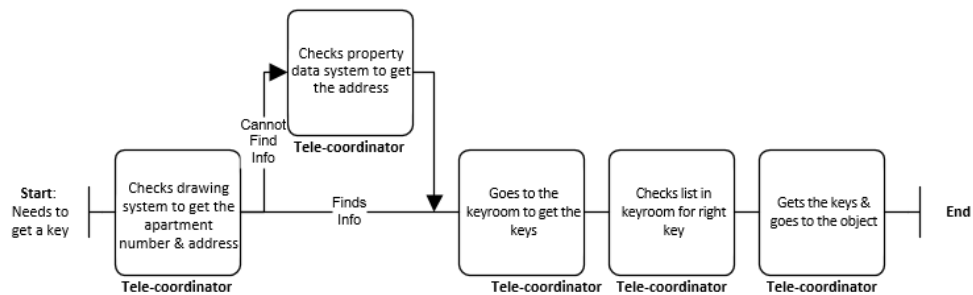 Checks property
data system to get
the address
Tele-coordinator
Cannot
Find
Info
Start:
Needs to
get a key
Checks drawing
system to get the
apartment
number & address
Tele-coordinator
Finds
Info
Goes to the
keyroom to get the
keys
Tele-coordinator
Checks list in
keyroom for right
key
Tele-coordinator
Gets the keys &
goes to the object
Tele-coordinator
End